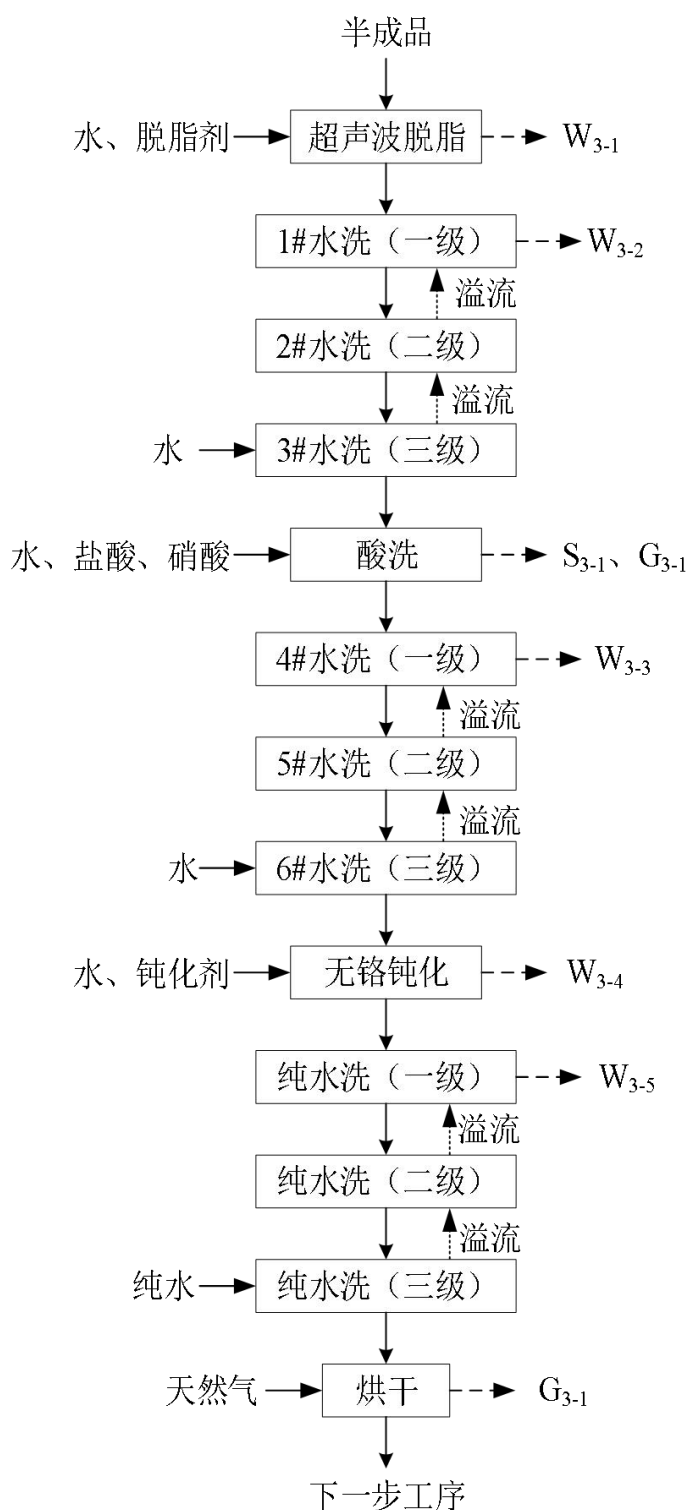 半成品
水、脱脂剂 超声波脱脂 W3-1
1#水洗（一级） W3-2
溢流
2#水洗（二级）
溢流
水 3#水洗（三级）
水、盐酸、硝酸 酸洗 S3-1、G3-1
4#水洗（一级） W3-3
溢流
5#水洗（二级）
溢流
水 6#水洗（三级）
水、钝化剂 无铬钝化 W3-4
纯水洗（一级） W3-5
溢流
纯水洗（二级）
溢流
纯水 纯水洗（三级）
天然气 烘干 G3-1
下一步工序